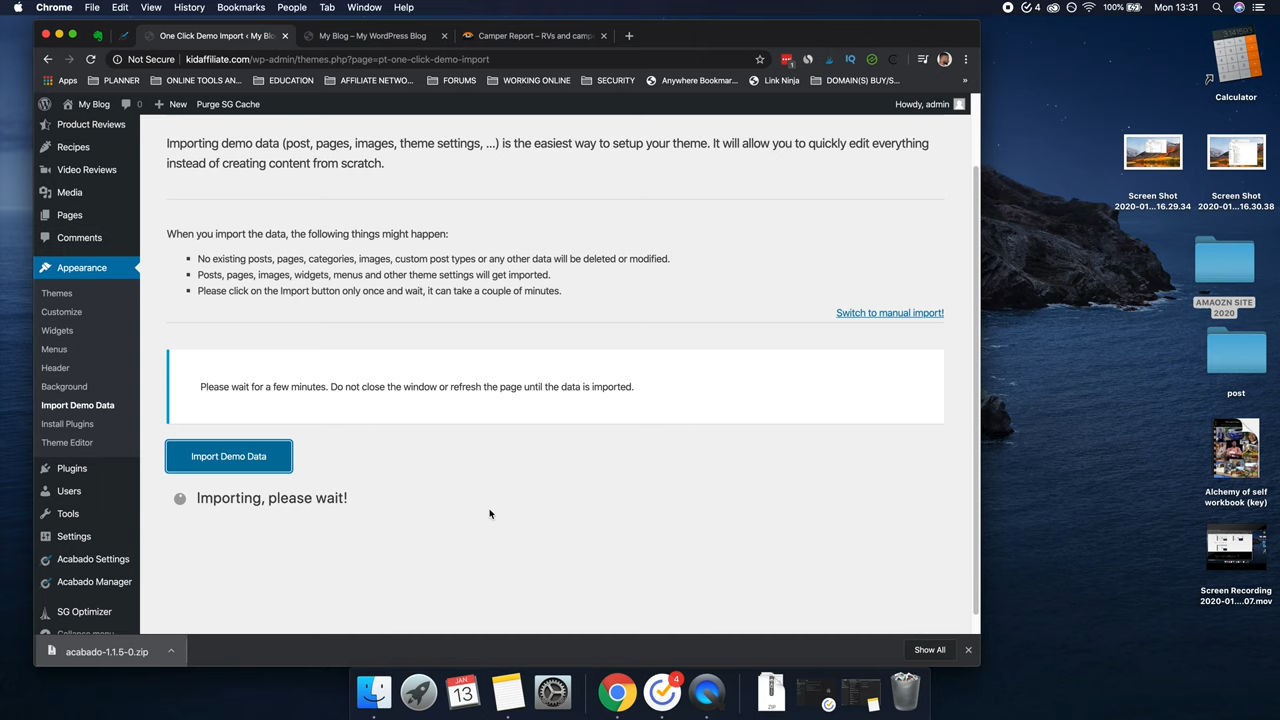 Chrome File Edit View History Bookmarks People Tab Window Help 4 100% Mon 13:31
One Click Demo Import ‹ My Blo My Blog – My WordPress Blog Camper Report – RVs and camp
Not Secure kidaffiliate.com/wp-admin/themes.php?page=pt-one-click-demo-import
Apps PLANNER ONLINE TOOLS AN... EDUCATION AFFILIATE NETWO... FORUMS WORKING ONLINE SECURITY Anywhere Bookmar... Link Ninja DOMAIN(S) BUY/S... »
My Blog 0 New Purge SG Cache Howdy, admin
Product Reviews
Recipes
Video Reviews
Media
Pages
Comments
Appearance
Themes
Customize
Widgets
Menus
Header
Background
Import Demo Data
Install Plugins
Theme Editor
Plugins
Users
Tools
Settings
Acabado Settings
Acabado Manager
SG Optimizer
Collapse menu
Importing demo data (post, pages, images, theme settings, ...) is the easiest way to setup your theme. It will allow you to quickly edit everything
instead of creating content from scratch.
When you import the data, the following things might happen:
No existing posts, pages, categories, images, custom post types or any other data will be deleted or modified.
Posts, pages, images, widgets, menus and other theme settings will get imported.
Please click on the Import button only once and wait, it can take a couple of minutes.
Switch to manual import!
Please wait for a few minutes. Do not close the window or refresh the page until the data is imported.
Import Demo Data
Importing, please wait!
acabado-1.1.5-0.zip Show All
Calculator
Screen Shot
2020-01...16.29.34
Screen Shot
2020-01...16.30.38
AMAOZN SITE
2020
post
Alchemy of self
workbook (key)
Screen Recording
2020-01....07.mov
JAN
13
4
ZIP